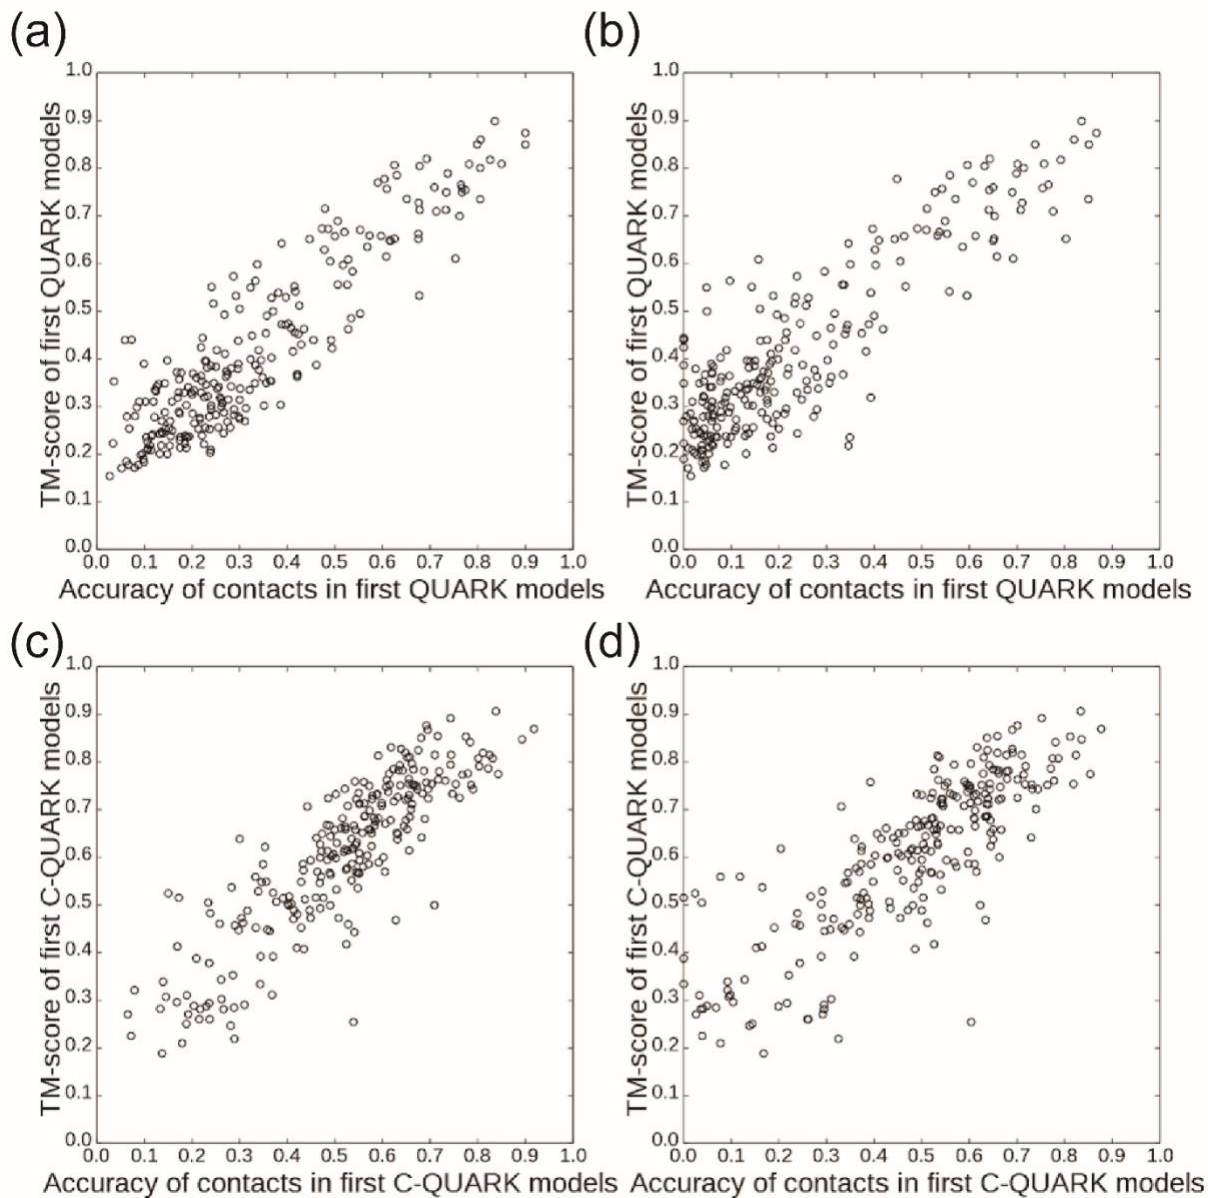 (a)
(b)
TM-score of first QUARK models
1.0
0.9
0.8
0.7
0.6
0.5
0.4
0.3
0.2
0.1
0.0
0.0 0.1 0.2 0.3 0.4 0.5 0.6 0.7 0.8 0.9 1.0
Accuracy of contacts in first QUARK models
TM-score of first QUARK models
1.0
0.9
0.8
0.7
0.6
0.5
0.4
0.3
0.2
0.1
0.0
0.0 0.1 0.2 0.3 0.4 0.5 0.6 0.7 0.8 0.9 1.0
Accuracy of contacts in first QUARK models
(c)
(d)
TM-score of first C-QUARK models
1.0
0.9
0.8
0.7
0.6
0.5
0.4
0.3
0.2
0.1
0.0
0.0 0.1 0.2 0.3 0.4 0.5 0.6 0.7 0.8 0.9 1.0
Accuracy of contacts in first C-QUARK models
TM-score of first C-QUARK models
1.0
0.9
0.8
0.7
0.6
0.5
0.4
0.3
0.2
0.1
0.0
0.0 0.1 0.2 0.3 0.4 0.5 0.6 0.7 0.8 0.9 1.0
Accuracy of contacts in first C-QUARK models